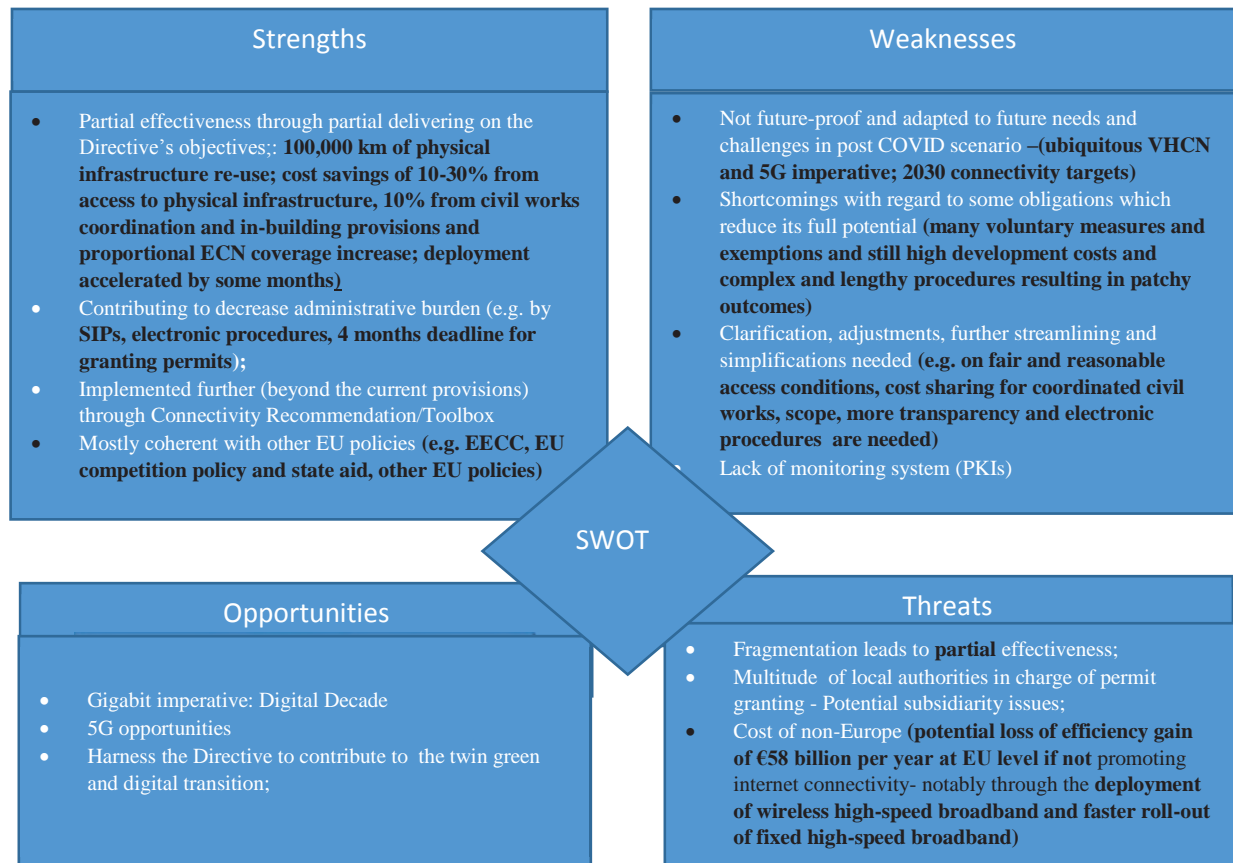 Strengths
Partial effectiveness through partial delivering on the
Directive's objectives;: 100,000 km of physical
infrastructure re-use; cost savings of 10-30% from
access to physical infrastructure, 10% from civil works
coordination and in-building provisions and
proportional ECN coverage increase; deployment
accelerated by some months)
Contributing to decrease administrative burden (e.g. by
SIPs, electronic procedures, 4 months deadline for
granting permits);
Implemented further (beyond the current provisions)
through Connectivity Recommendation/Toolbox
Mostly coherent with other EU policies (e.g. EECC, EU
competition policy and state aid, other EU policies)
Weaknesses
Not future-proof and adapted to future needs and
challenges in post COVID scenario –(ubiquitous VHCN
and 5G imperative; 2030 connectivity targets)
Shortcomings with regard to some obligations which
reduce its full potential (many voluntary measures and
exemptions and still high development costs and
complex and lengthy procedures resulting in patchy
outcomes)
Clarification, adjustments, further streamlining and
simplifications needed (e.g. on fair and reasonable
access conditions, cost sharing for coordinated civil
works, scope, more transparency and electronic
procedures are needed)
Lack of monitoring system (PKIs)
SWOT
Opportunities
Gigabit imperative: Digital Decade
5G opportunities
Harness the Directive to contribute to the twin green
and digital transition;
Threats
Fragmentation leads to partial effectiveness;
Multitude of local authorities in charge of permit
granting - Potential subsidiarity issues;
Cost of non-Europe (potential loss of efficiency gain
of €58 billion per year at EU level if not promoting
internet connectivity- notably through the deployment
of wireless high-speed broadband and faster roll-out
of fixed high-speed broadband)